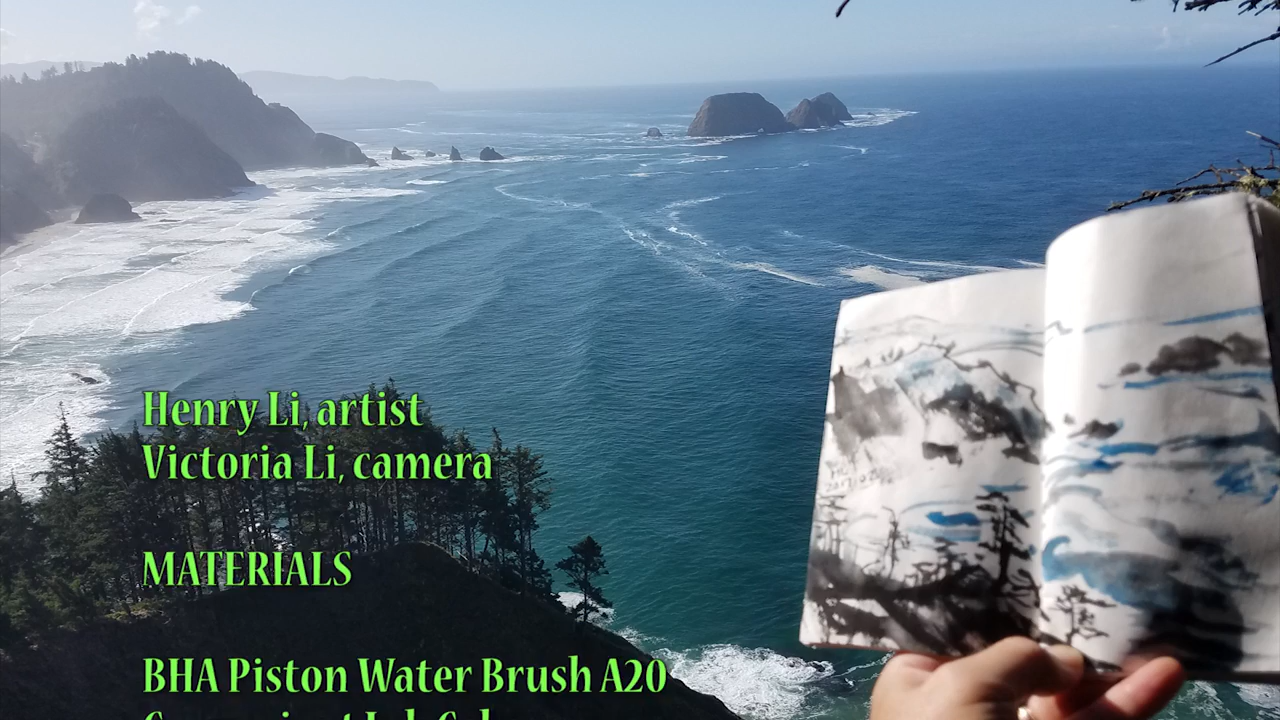 Henry Li, artist
Victoria Li, camera
MATERIALS
BHA Piston Water Brush A20